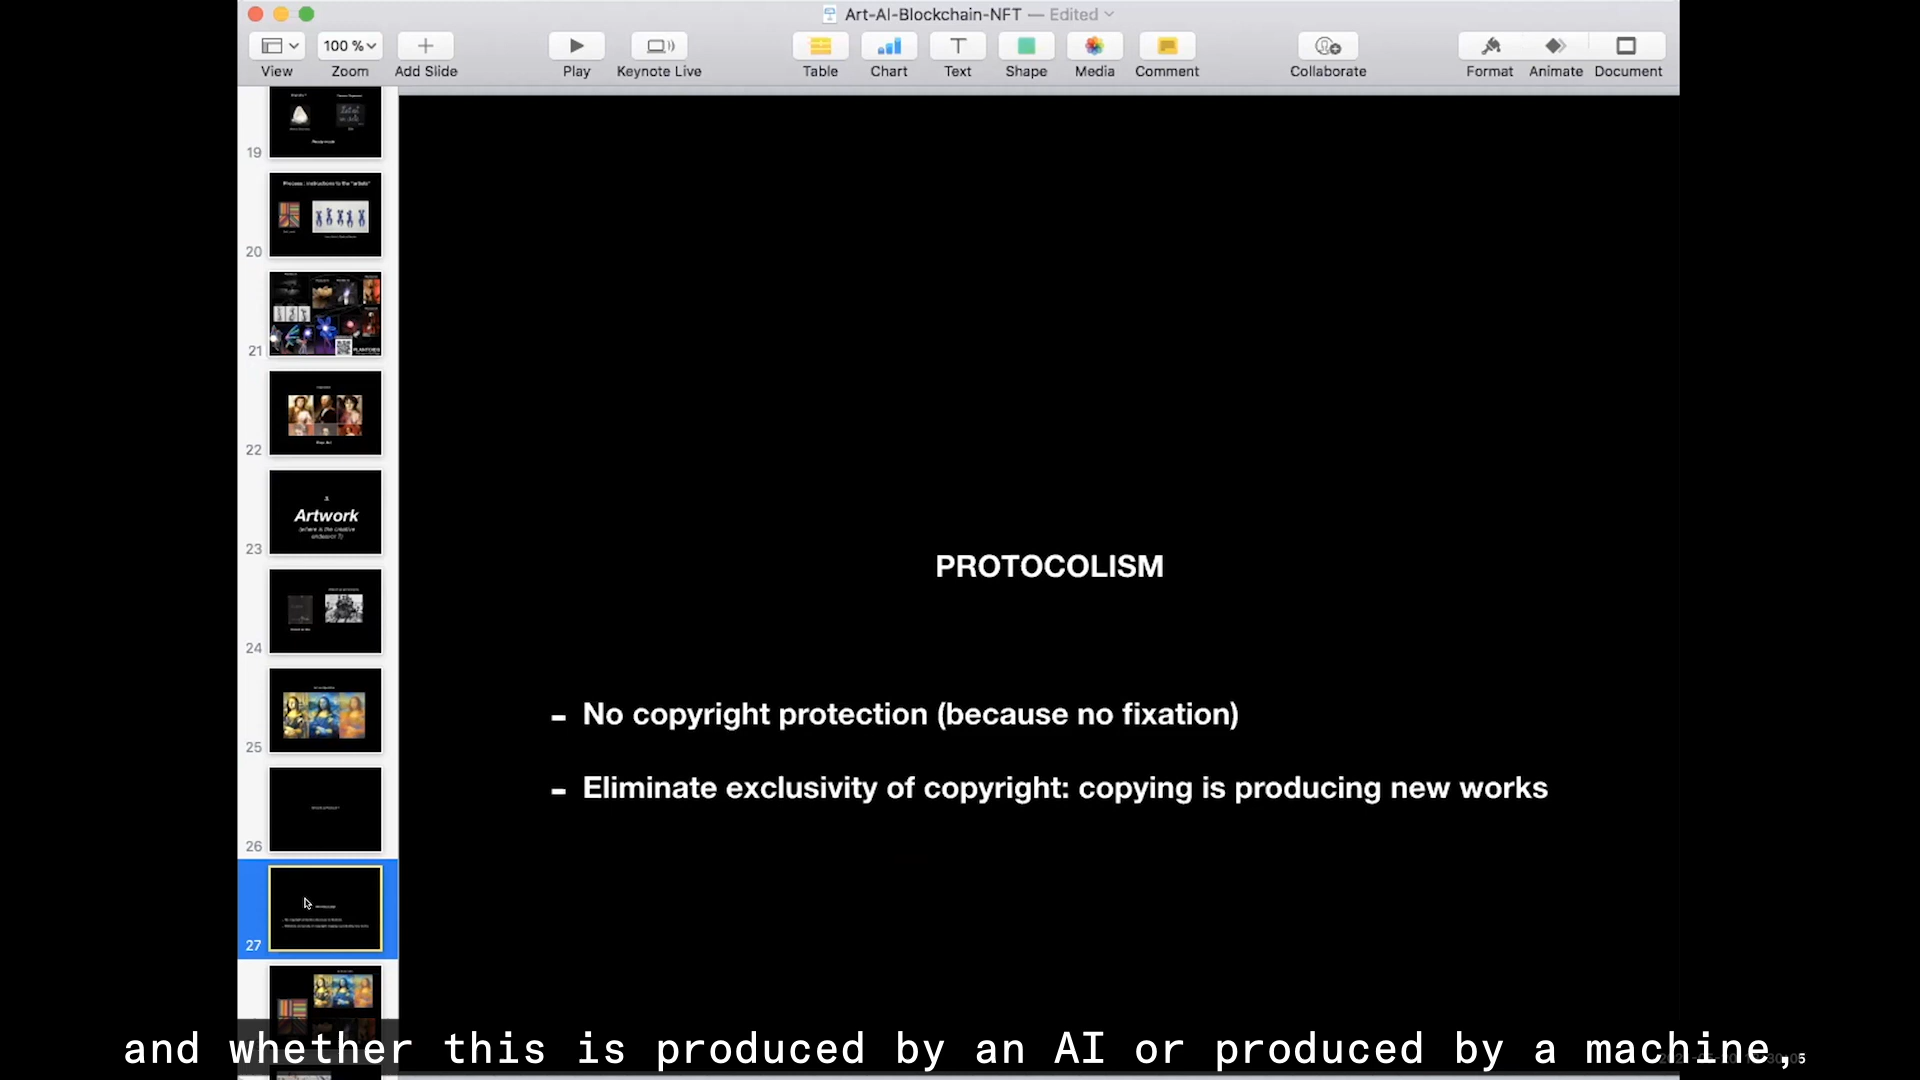 Art-AI-Blockchain-NFT — Edited
100 %
View
Zoom
Add Slide
Play
Keynote Live
Table
Chart
Text
Shape
Media
Comment
Collaborate
Format
Animate
Document
19
20
21
22
23
Artwork
24
25
26
27
PROTOCOLISM
- No copyright protection (because no fixation)
- Eliminate exclusivity of copyright: copying is producing new works
and whether this is produced by an AI or produced by a machine,